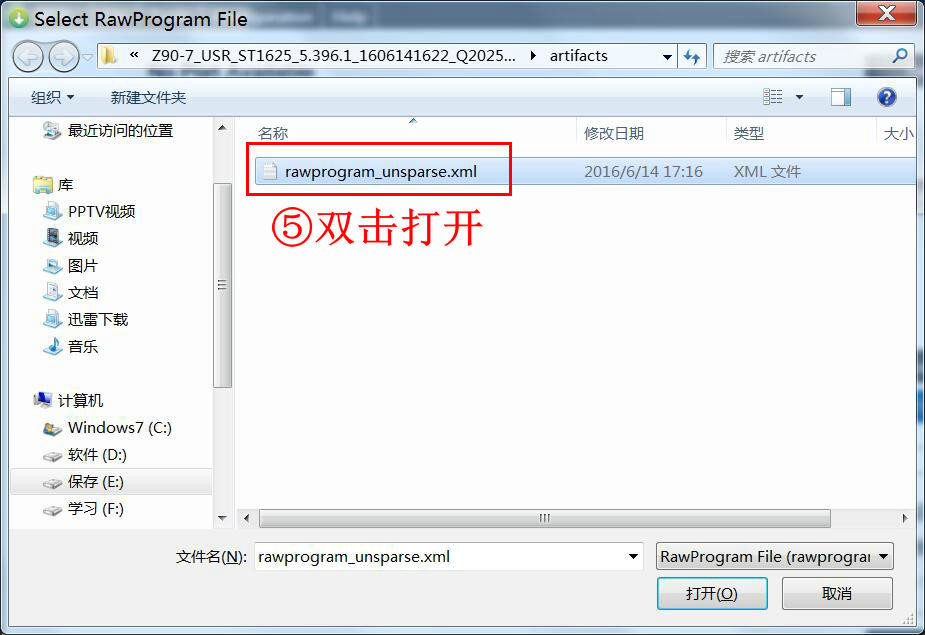 Select RawProgram File
« Z90-7_USR_ST1625_5.396.1_1606141622_Q2025... artifacts
搜索 artifacts
组织 新建文件夹
最近访问的位置
库
PPTV视频
视频
图片
文档
迅雷下载
音乐
计算机
Windows7 (C:)
软件 (D:)
保存 (E:)
学习 (F:)
名称 修改日期 类型 大小
rawprogram_unsparse.xml 2016/6/14 17:16 XML 文件
⑤双击打开
文件名(N): rawprogram_unsparse.xml RawProgram File (rawprogra
打开(O) 取消